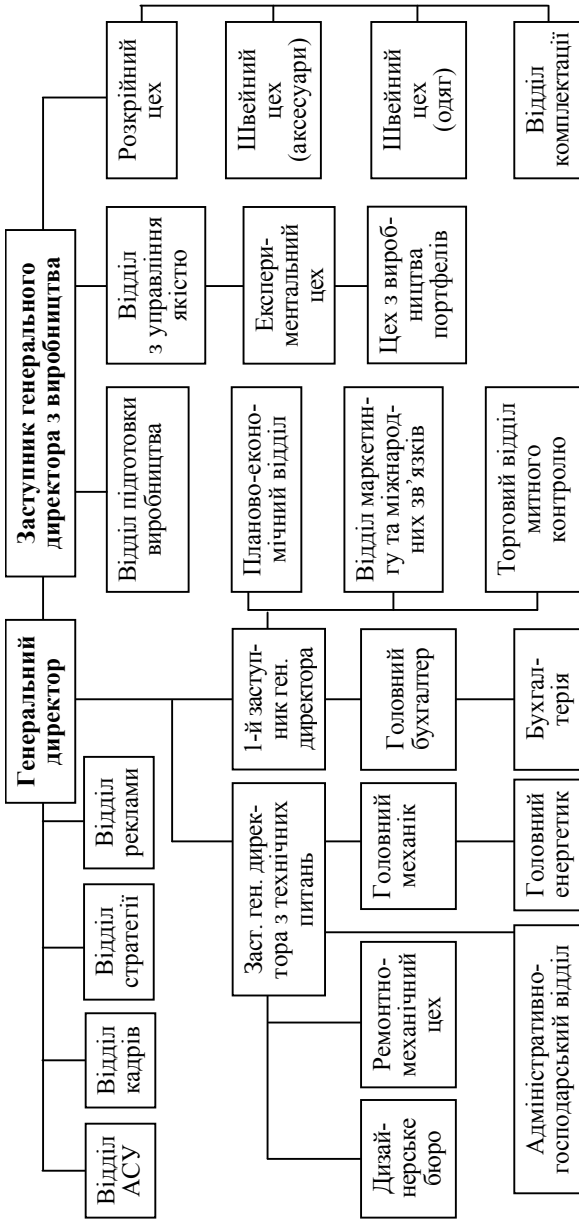 Генеральний
директор
Заступник генерального
директора з виробництва
Відділ
АСУ
Відділ
кадрів
Відділ
стратегії
Відділ
реклами
Відділ підготовки
виробництва
Відділ
з управління
якістю
Розкрійний
цех
Заст. ген. дирек-
тора з технічних
питань
1-й заступ-
ник ген.
директора
Планово-еконо-
мічний відділ
Експери-
ментальний
цех
Швейний
цех
(аксесуари)
Дизай-
нерське
бюро
Ремонтно-
механічний
цех
Головний
механік
Головний
бухгалтер
Відділ маркетин-
гу та міжнарод-
них зв’язків
Цех з вироб-
ництва
портфелів
Швейний
цех
(одяг)
Адміністративно-
господарський відділ
Головний
енергетик
Бухгал-
терія
Торговий відділ
митного
контролю
Відділ
комплектації